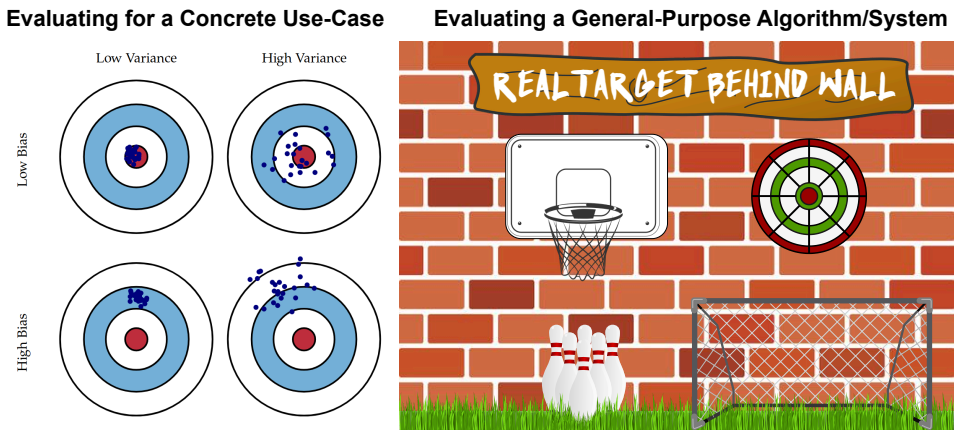 Evaluating for a Concrete Use-Case
Evaluating a General-Purpose Algorithm/System
Low Variance
High Variance
Low Bias
High Bias
REAL TARGET BEHIND WALL